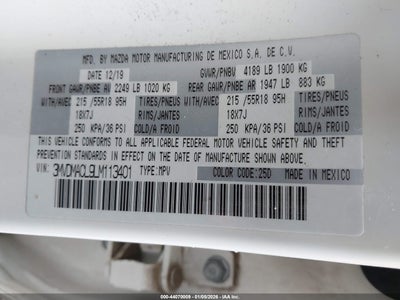 MFD. BY MAZDA MOTOR MANUFACTURING DE MEXICO S.A. DE C.V.
DATE 12/19 GVWR/PNBV 4189 LB 1900 KG
FRONT GAWR/PNBE AV 2249 LB 1020 KG REAR GAWR/PNBE AR 1947 LB 883 KG
WITH/AVEC 215 /55R18 95H TIRES/PNEUS WITH/AVEC 215 /55R18 95H TIRES/PNEUS
18X7J RIMS/JANTES 18X7J RIMS/JANTES
250 KPA/36 PSI COLD/A FROID 250 KPA/36 PSI COLD/A FROID
THIS VEHICLE CONFORMS TO ALL APPLICABLE FEDERAL MOTOR VEHICLE SAFETY AND THEFT
PREVENTION STANDARDS IN EFFECT ON THE DATE OF MANUFACTURE SHOWN ABOVE.
VIN: 3MVDMACL9LM113401 TYPE:MPV COLOR CODE:25D MADE IN MEXICO
000-44070009 - 01/05/2026 - IAA Inc.